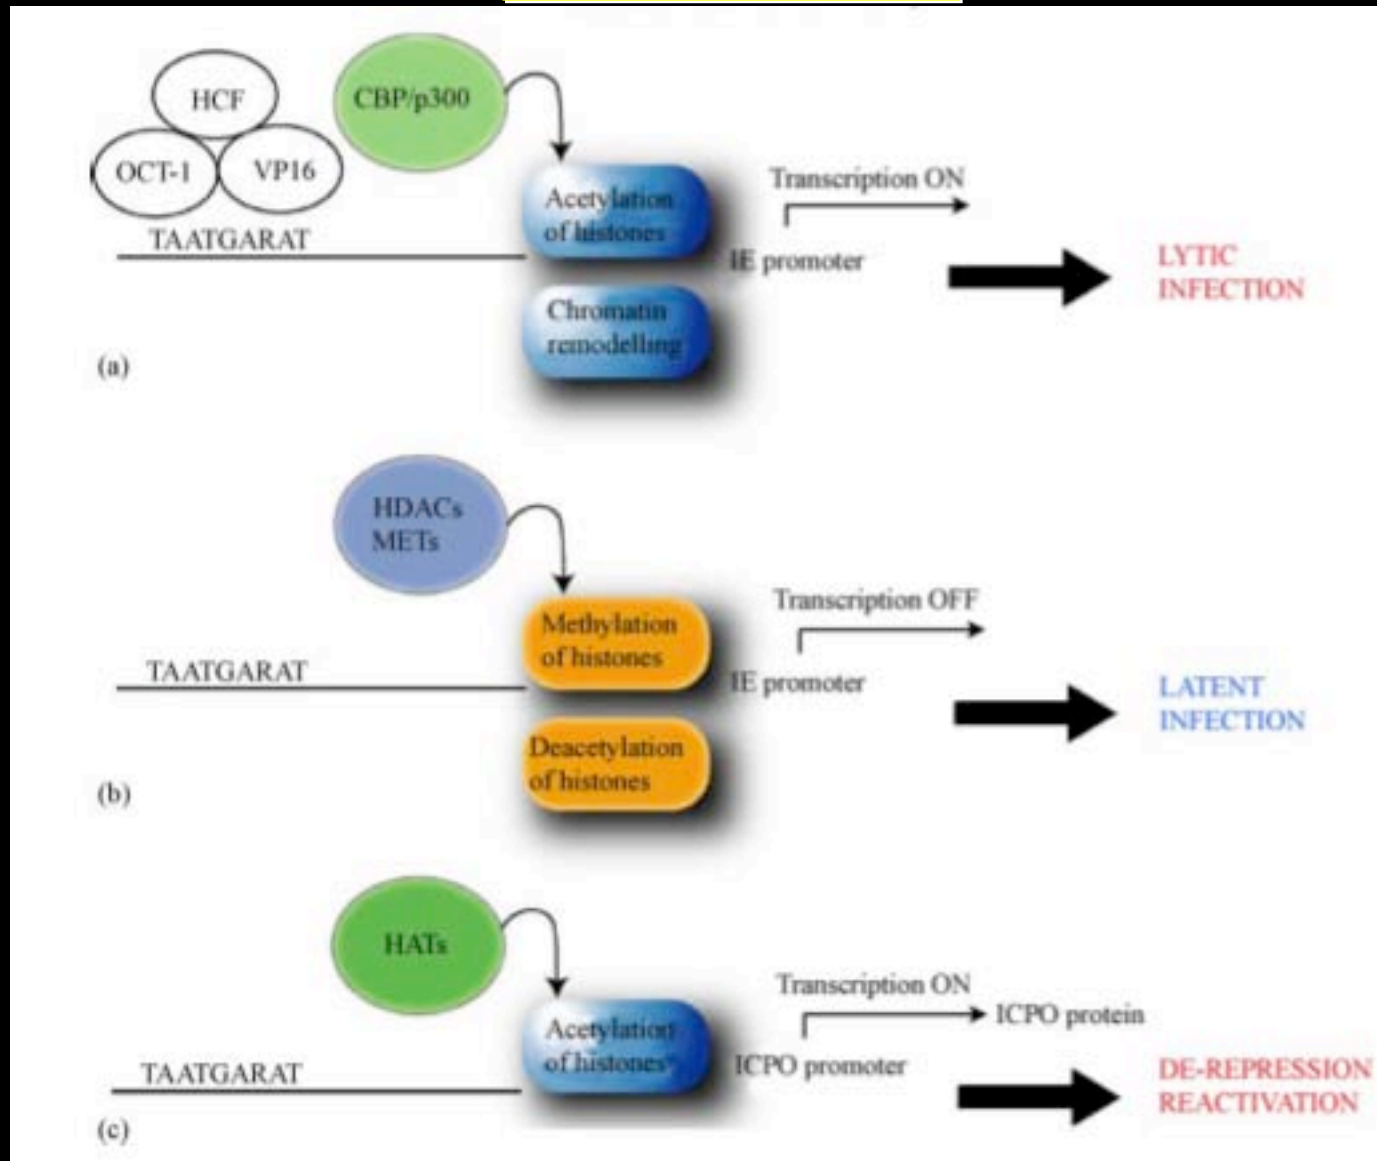 HCF
CBP/p300
OCT-1
VP16
TAATGARAT
Acetylation
of histones
Chromatin
remodelling
Transcription ON
IE promoter
LYTIC
INFECTION
(a)
HDACs
METs
TAATGARAT
Methylation
of histones
Deacetylation
of histones
Transcription OFF
IE promoter
LATENT
INFECTION
(b)
HATs
TAATGARAT
Acetylation
of histones
Transcription ON
ICPO protein
ICPO promoter
DE-REPRESSION
REACTIVATION
(c)